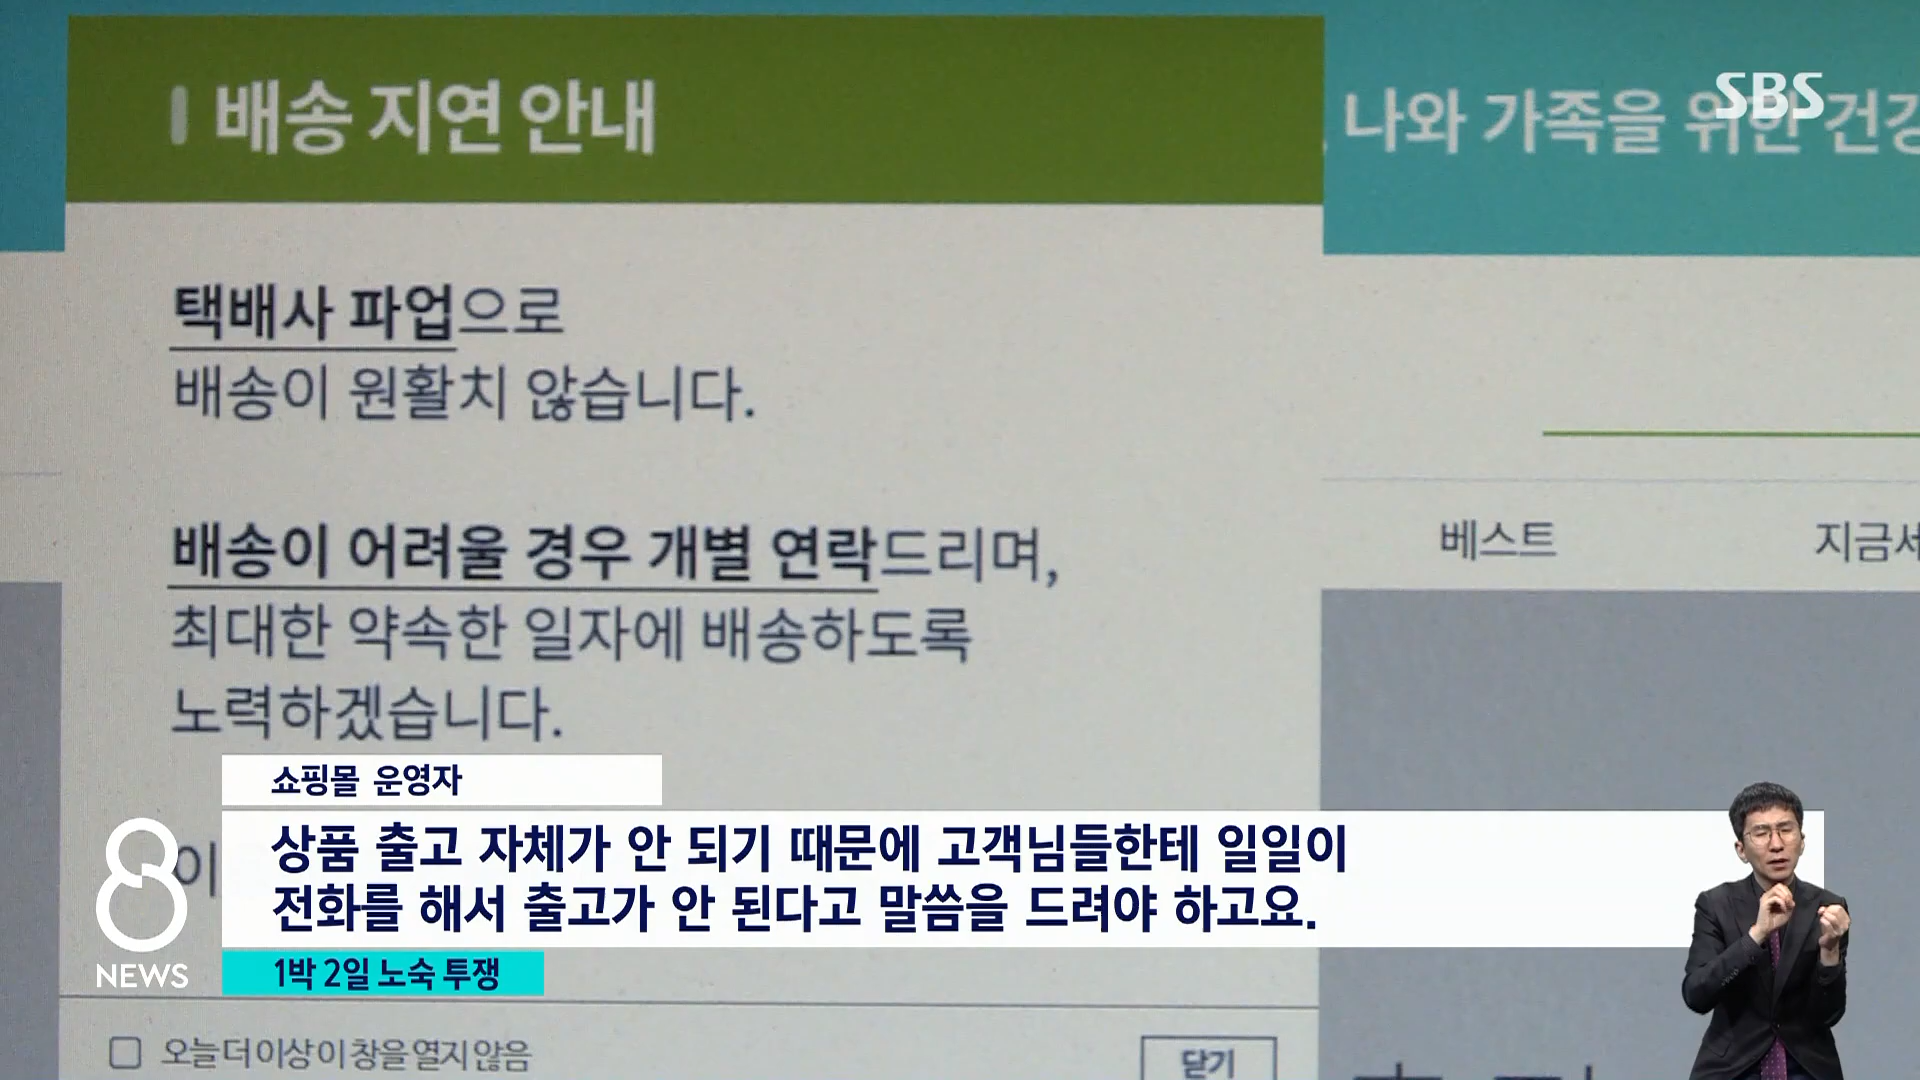 배송 지연 안내
나와 가족을 위한 건강
SBS
택배사 파업으로
배송이 원활치 않습니다.
배송이 어려울 경우 개별 연락드리며,
최대한 약속한 일자에 배송하도록
노력하겠습니다.
베스트
쇼핑몰 운영자
상품 출고 자체가 안 되기 때문에 고객님들한테 일일이
전화를 해서 출고가 안 된다고 말씀을 드려야 하고요.
8
NEWS
1박 2일 노숙 투쟁
오늘 더 이상 이 창을 열지 않음
닫기